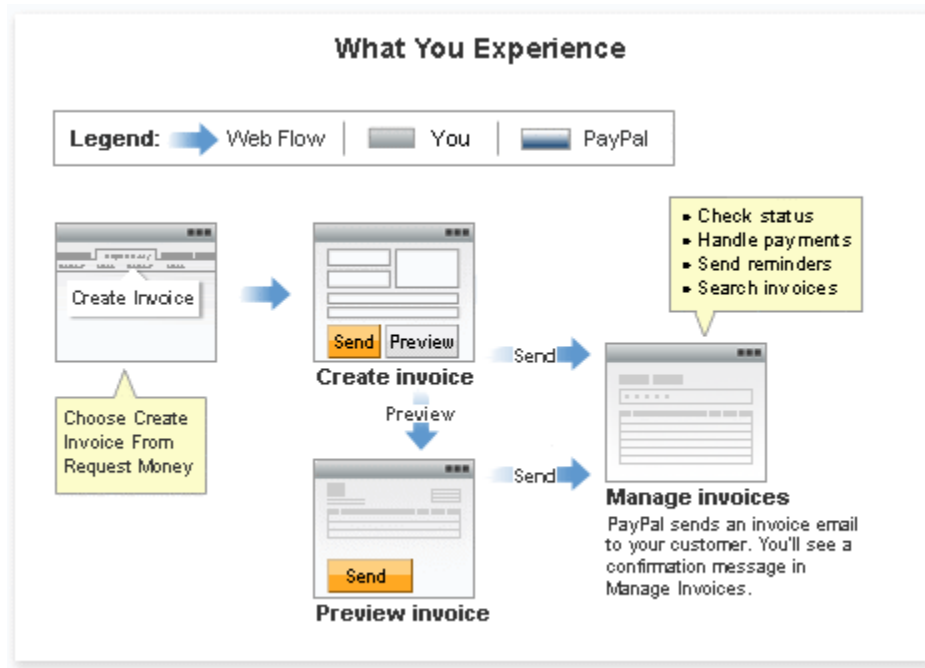 What You Experience
Legend: Web Flow You PayPal
Create Invoice
Choose Create
Invoice From
Request Money
Send Preview
Create invoice
Preview
Send
Preview invoice
Send
Send
• Check status
• Handle payments
• Send reminders
• Search invoices
Manage invoices
PayPal sends an invoice email
to your customer. You'll see a
confirmation message in
Manage Invoices.